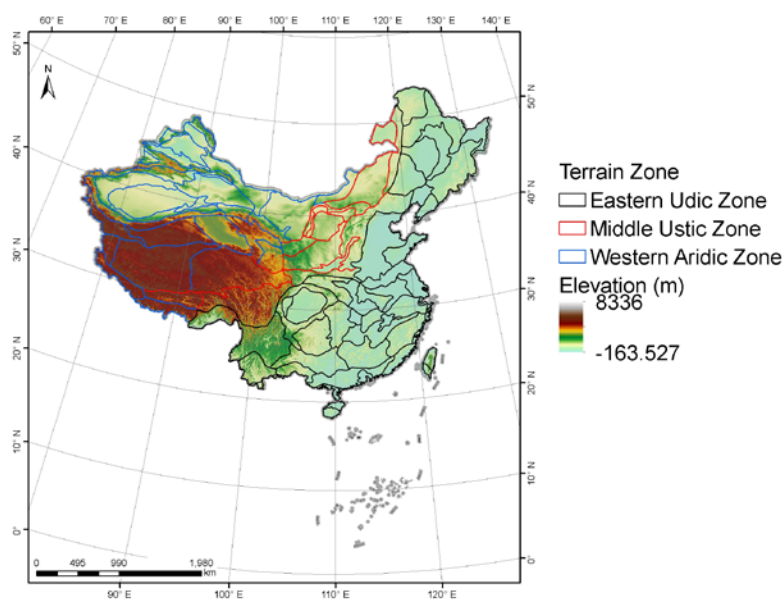 60° E 70° E 80° E 90° E 100° E 110° E 120° E 130° E 140° E
50° N
N
40° N
30° N
20° N
10° N
0°
50° N
40° N
30° N
20° N
10° N
0°
Terrain Zone
Eastern Udic Zone
Middle Ustic Zone
Western Aridic Zone
Elevation (m)
8336
-163.527
0 495 990 1,980
km
90° E 100° E 110° E 120° E